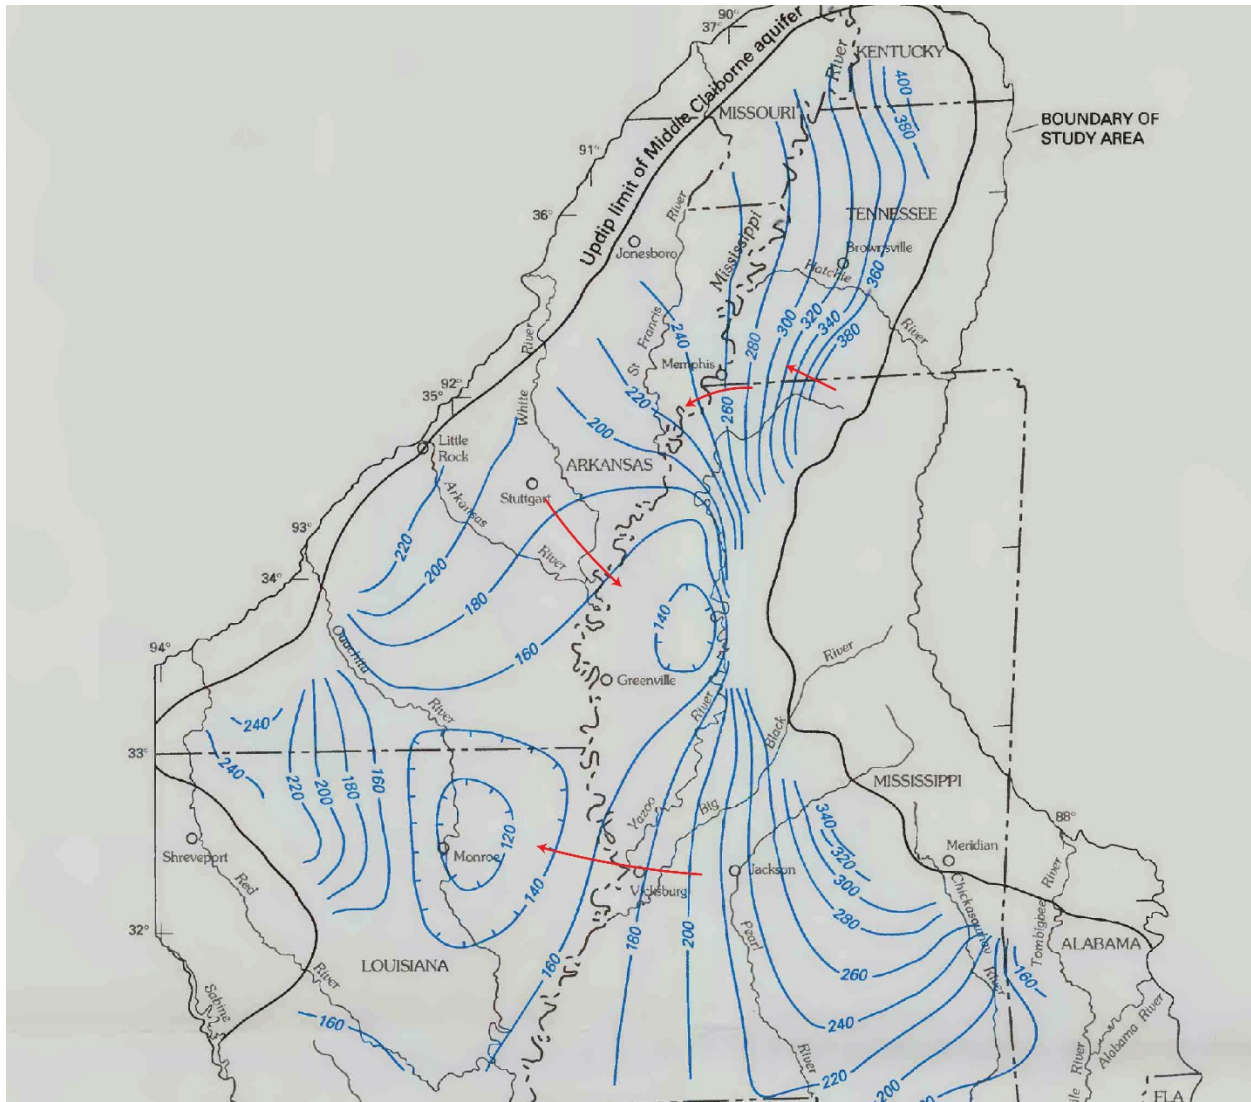 90°
37°
KENTUCKY
River
Updip limit of Middle Claiborne aquifer
MISSOURI
400
380
BOUNDARY OF
STUDY AREA
91°
36°
River
Mississippi
TENNESSEE
Jonesboro
Brownsville
Hatchie
360
River
300
320
340
380
240
280
River
St Francis
Memphis
92°
35°
White
220
200
260
Little
Rock
ARKANSAS
Stuttgart
Arkansas
River
93°
34°
220
200
180
140
160
94°
Ouachita
River
Greenville
River
River
Black
240
33°
240
220
200
180
160
MISSISSIPPI
Yazoo
Big
88°
340
320
300
280
Meridian
Shreveport
Monroe
120
140
Vicksburg
Jackson
Red
Chickasawhay
River
River
Tombigbee
ALABAMA
32°
LOUISIANA
River
160
180
200
Pearl
260
240
160
Sabine
160
River
220
200
Alabama River
River